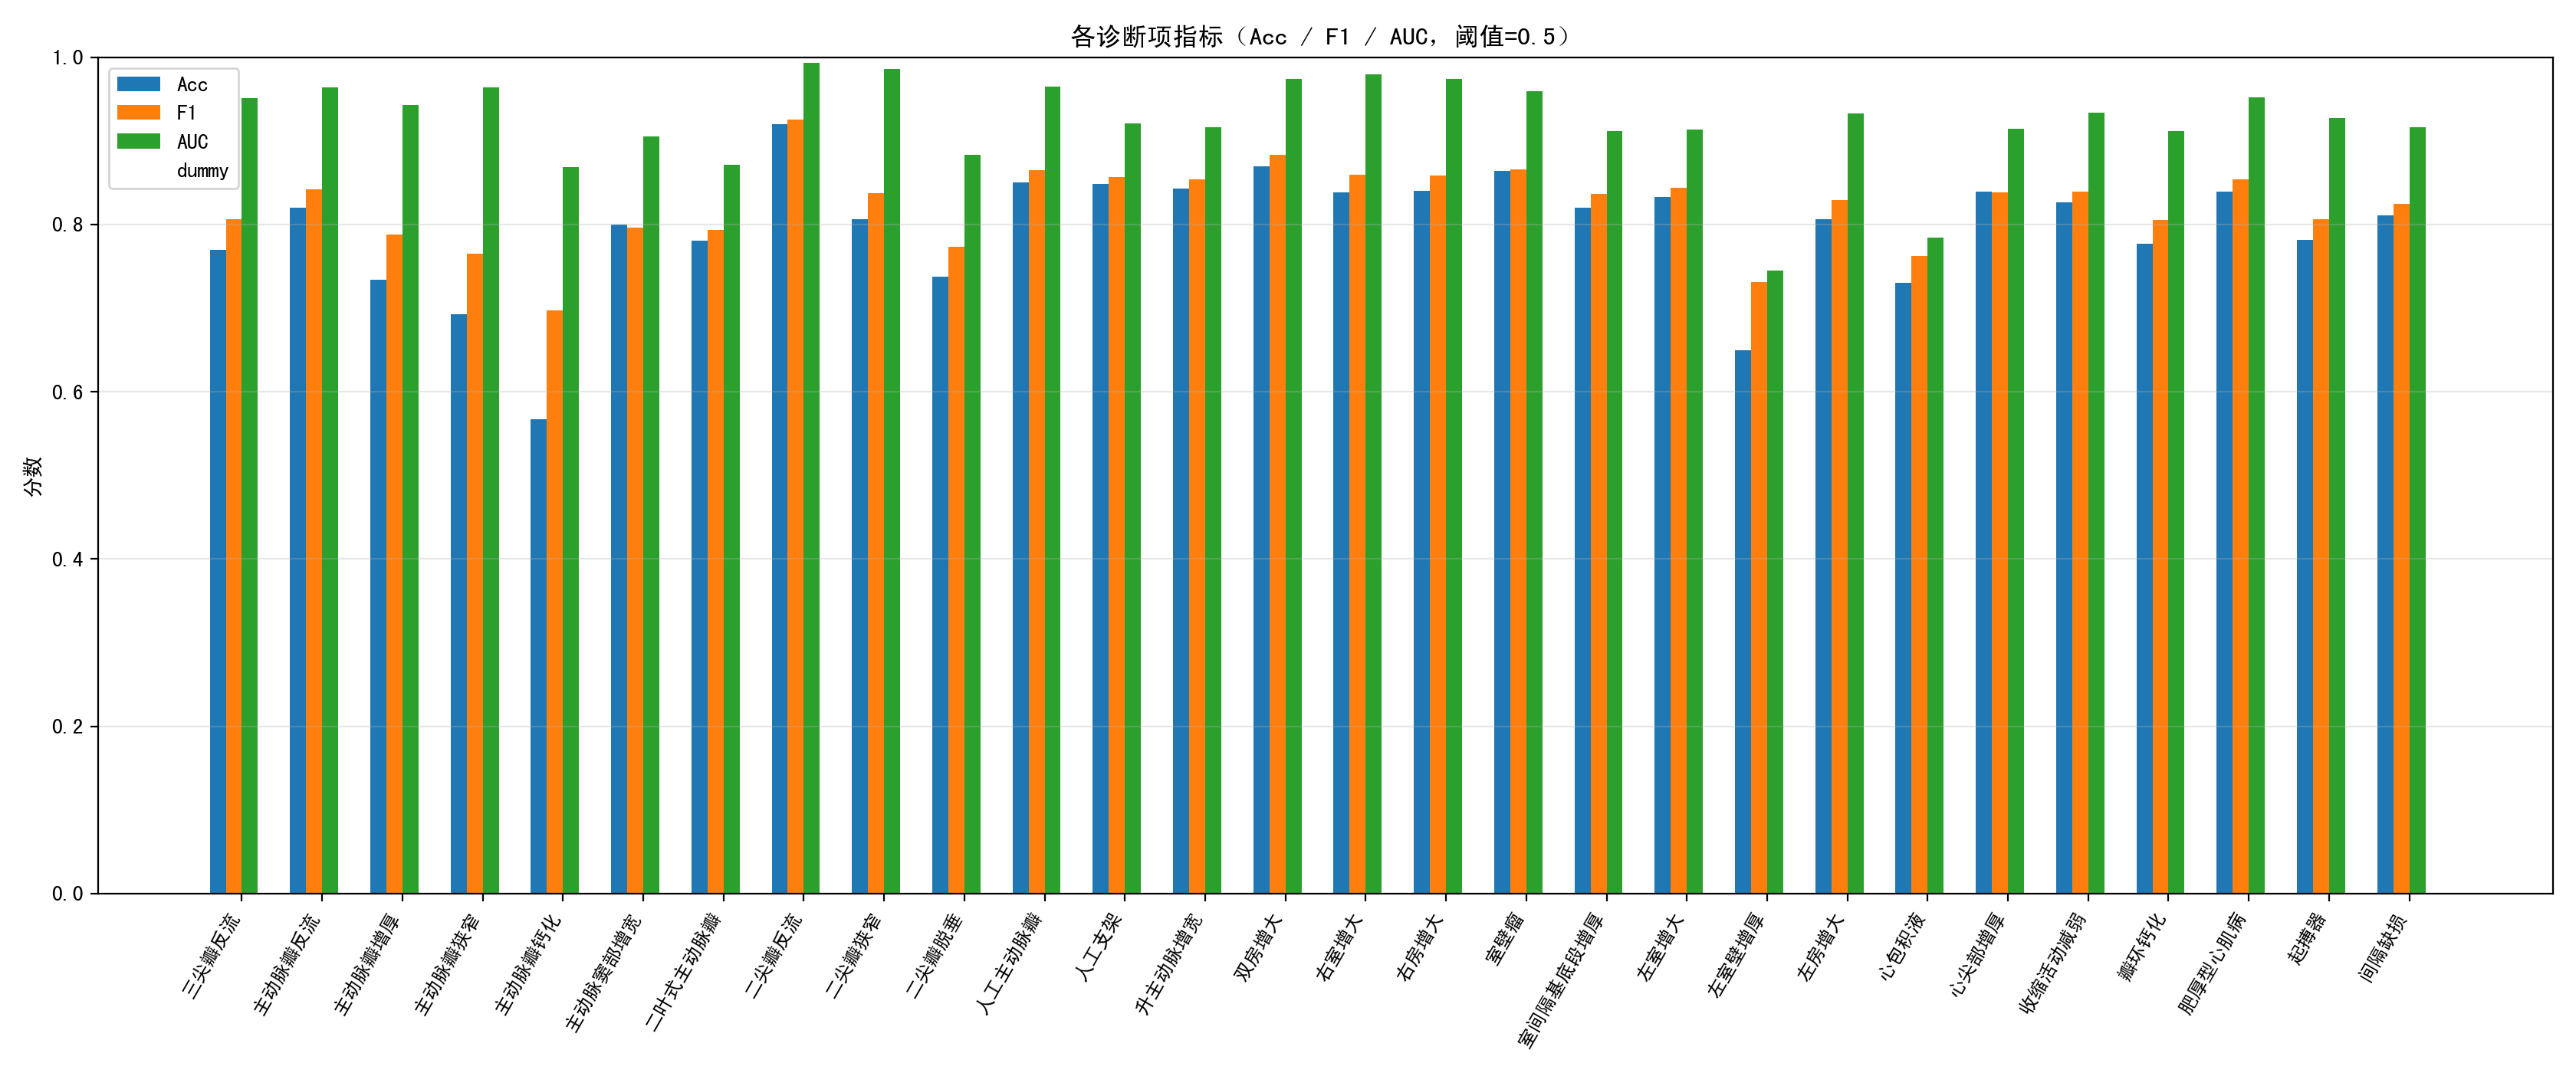 各诊断项指标（Acc / F1 / AUC，阈值=0.5）
Acc
F1
AUC
dummy
分数
1.0
0.8
0.6
0.4
0.2
0.0
三尖瓣反流
主动脉瓣反流
主动脉瓣增厚
主动脉瓣狭窄
主动脉瓣钙化
主动脉窦部增宽
二叶式主动脉瓣
二尖瓣反流
二尖瓣狭窄
二尖瓣脱垂
人工主动脉瓣
人工支架
升主动脉增宽
双房增大
右室增大
右房增大
室壁瘤
室间隔基底段增厚
左室增大
左室壁增厚
左房增大
心包积液
心尖部增厚
收缩活动减弱
瓣环钙化
肥厚型心肌病
起搏器
间隔缺损